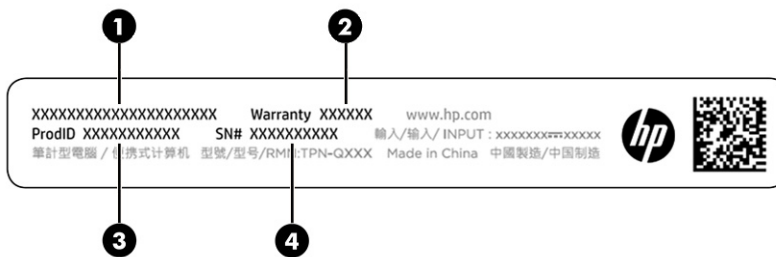 1 2
XXXXXXXXXXXXXXXXXXXXX Warranty XXXXXX www.hp.com
ProdID XXXXXXXXXXX SN# XXXXXXXXXX 輸入/输入/ INPUT : xxxxxxx⎓xxxxx
筆計型電腦 / 便携式计算机 型號/型号/RMN:TPN-QXXX Made in China 中國製造/中国制造
hp
3 4